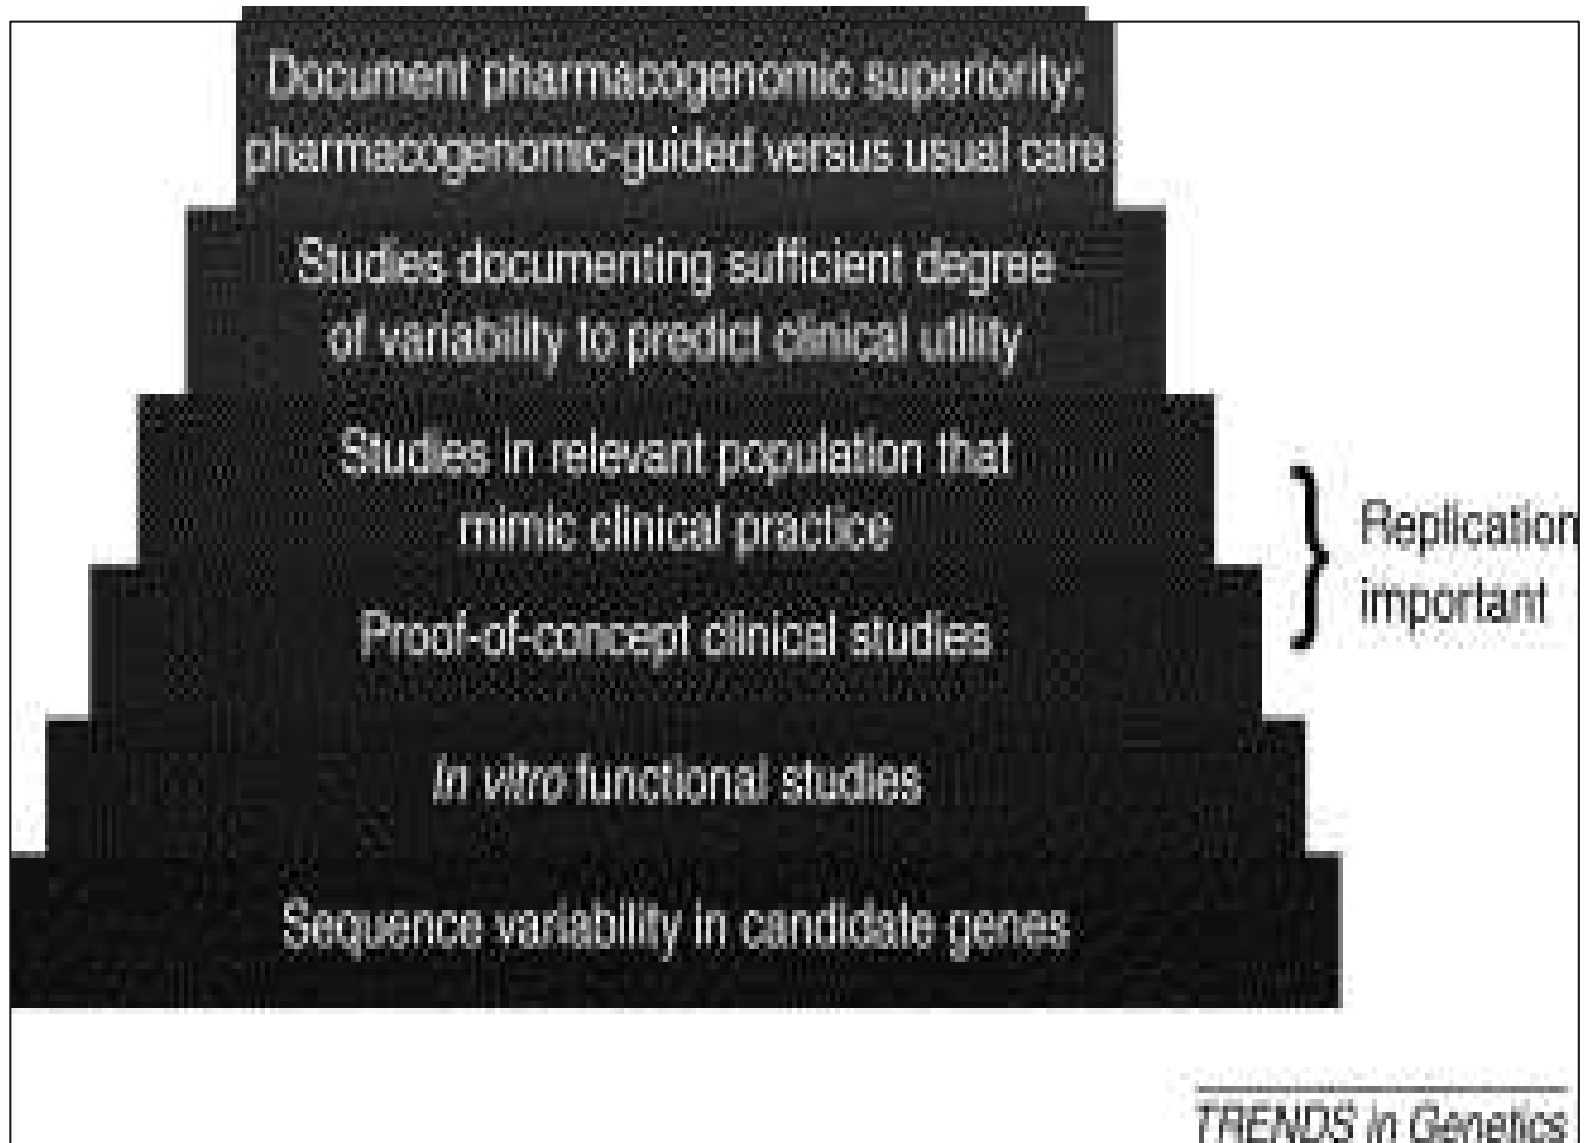 Document pharmacogenomic superiority:
pharmacogenomic-guided versus usual care
Studies documenting sufficient degree
of variability to predict clinical utility
Studies in relevant population that
mimic clinical practice
Proof-of-concept clinical studies
In vitro functional studies
Sequence variability in candidate genes
Replication
important
TRENDS in Genetics